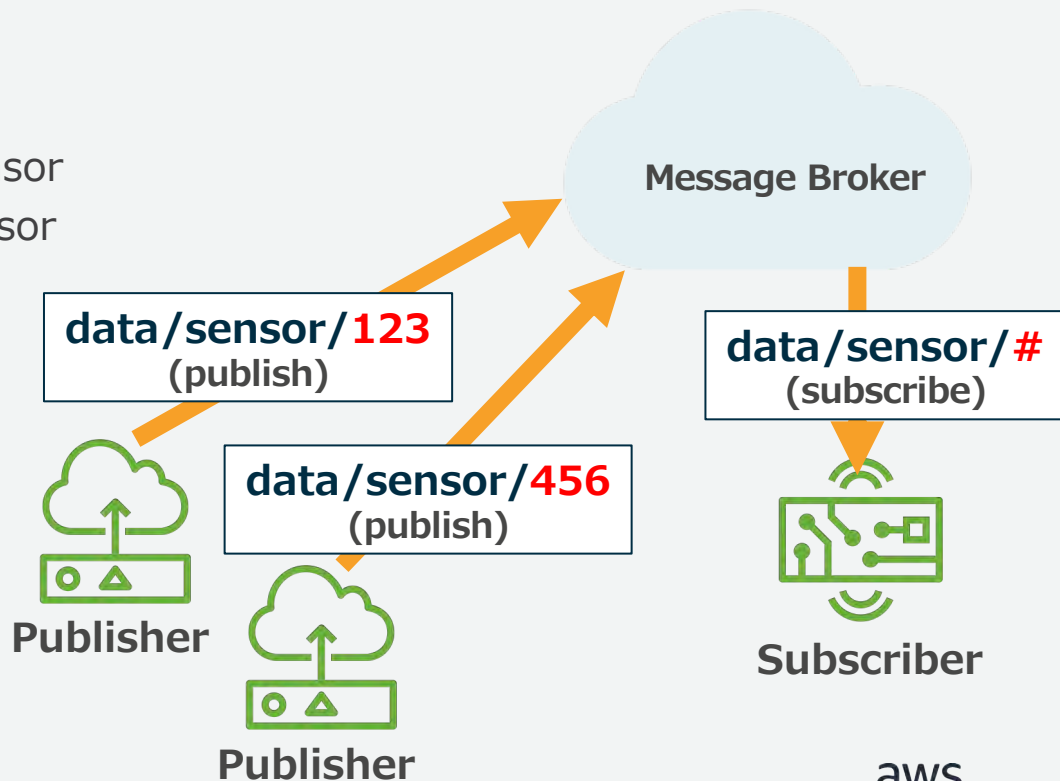 sor
sor
Message Broker
data/sensor/123
(publish)
data/sensor/#
(subscribe)
data/sensor/456
(publish)
Publisher
Subscriber
Publisher
aws